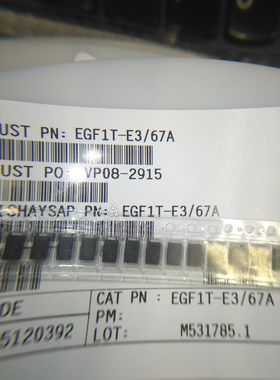 UST PN: EGF1T-E3/67A
UST PO: VP08-2915
SHAYSAP PN: EGF1T-E3/67A
DE
5120392
CAT PN : EGF1T-E3/67A
PM:
LOT: M531785.1